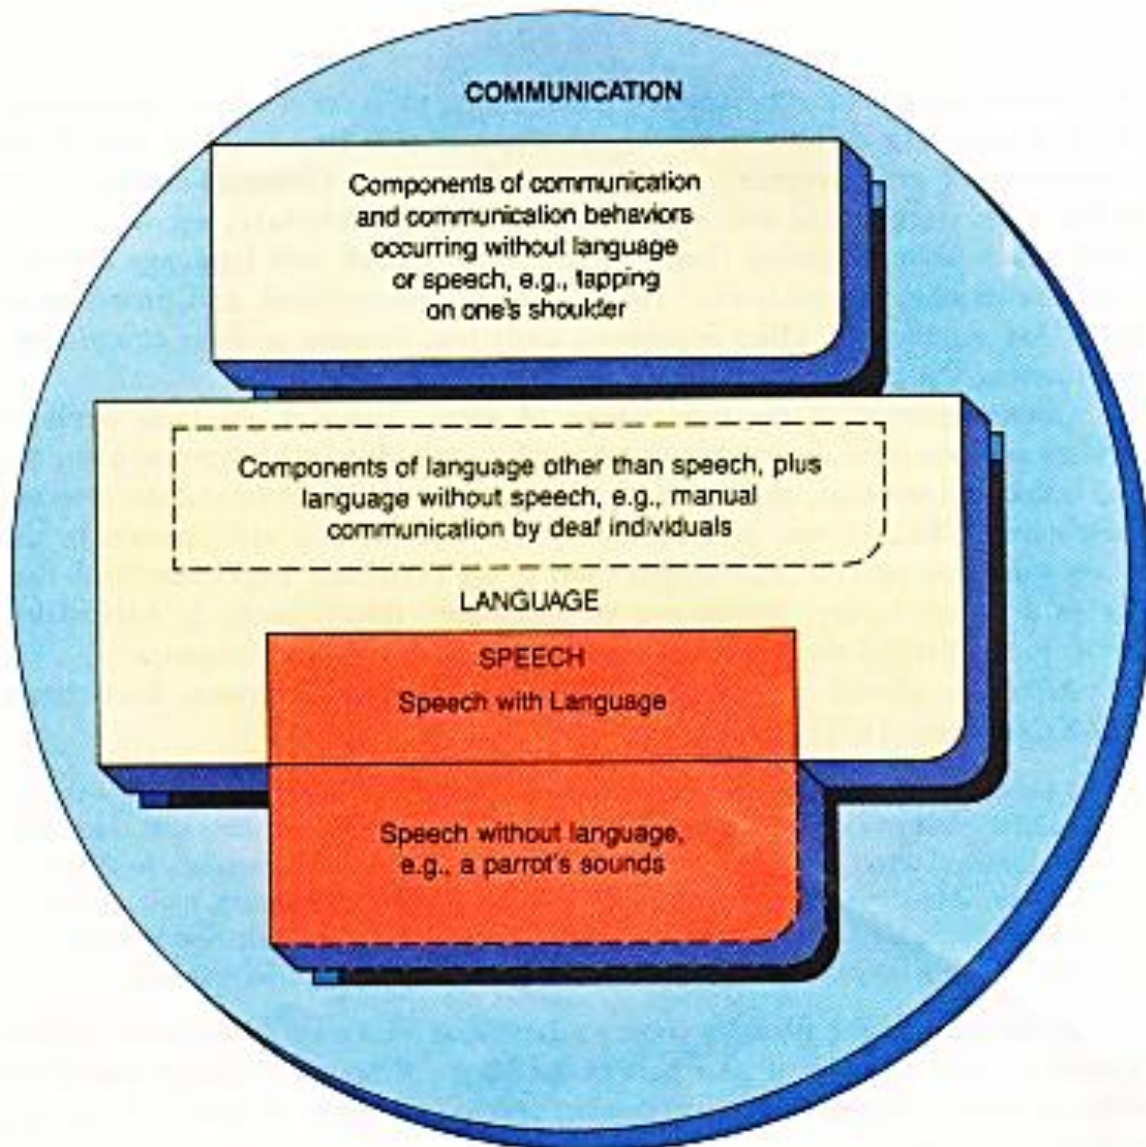 COMMUNICATION
Components of communication
and communication behaviors
occurring without language
or speech, e.g., tapping
on one's shoulder
Components of language other than speech, plus
language without speech, e.g., manual
communication by deaf individuals
LANGUAGE
SPEECH
Speech with Language
Speech without language,
e.g., a parrot's sounds